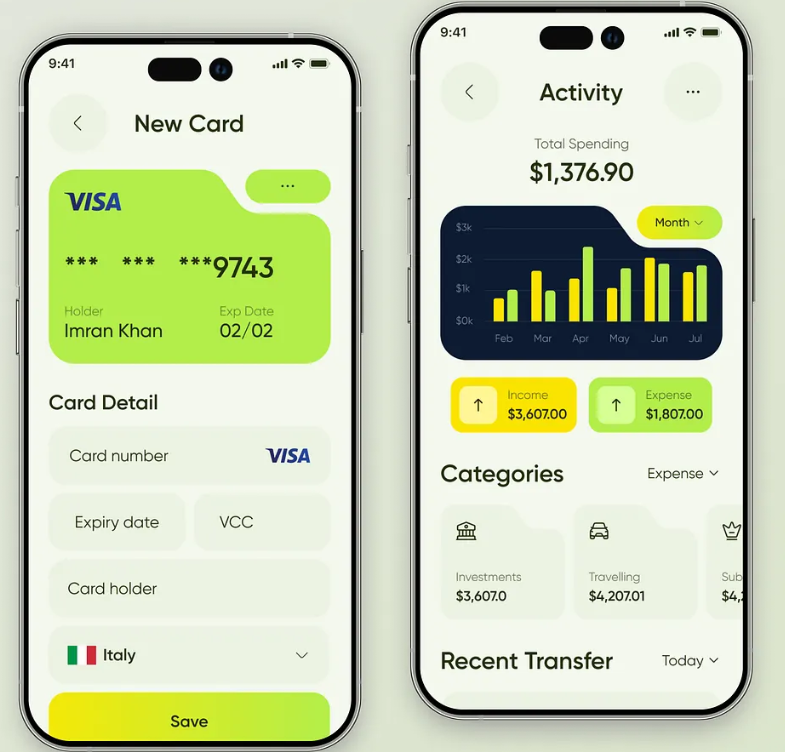 9:41
New Card
VISA
...
*** *** ***9743
Holder Exp Date
Imran Khan 02/02
Card Detail
Card number VISA
Expiry date VCC
Card holder
Italy
Save
9:41
Activity
...
Total Spending
$1,376.90
Month
$3k
$2k
$1k
$0k
Feb Mar Apr May Jun Jul
Income Expense
$3,607.00 $1,807.00
Categories Expense
Investments Travelling Sub
$3,607.0 $4,207.01 $4,
Recent Transfer Today